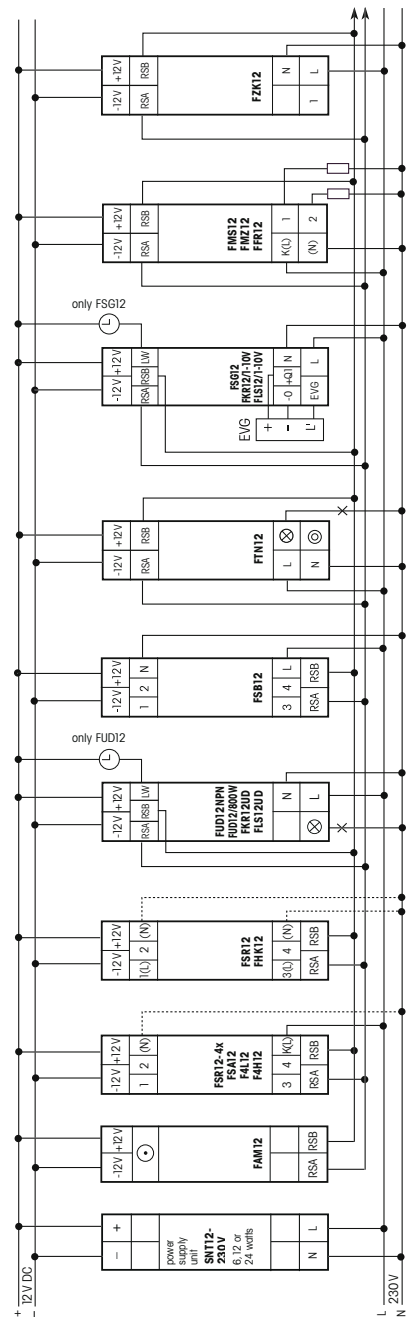 +12V RSB
-12V RSA
FZK12
N L
1
+12V RSB
-12V RSA
FMS12
FMZ12
FFR12
1 2
K(L) (N)
only FSG12
L
-12V +12V LW
RSA RSB
FSG12
FKR12/1-10V
FLS12/1-10V
-0 +Q1 N
EVG L
EVG
+
-
L'
+12V RSB
-12V RSA
FTN12
L
N
-12V +12V
1 2 N
FSB12
3 4 L
RSA RSB
only FUD12
L
-12V +12V LW
RSA RSB
FUD12NPN
FUD12/800W
FKR12UD
FLS12UD
N
L
-12V +12V
1(L) 2 (N)
FSR12
FHK12
3(L) 4 (N)
RSA RSB
-12V +12V
1 2 (N)
FSR12-4x
FSA12
F4L12
F4H12
3 4 K(L)
RSA RSB
-12V +12V
FAM12
RSA RSB
– +
power
supply
unit
SNT12-
230V
6, 12 or
24 watts
N L
+
12V DC
–
L
230V
N